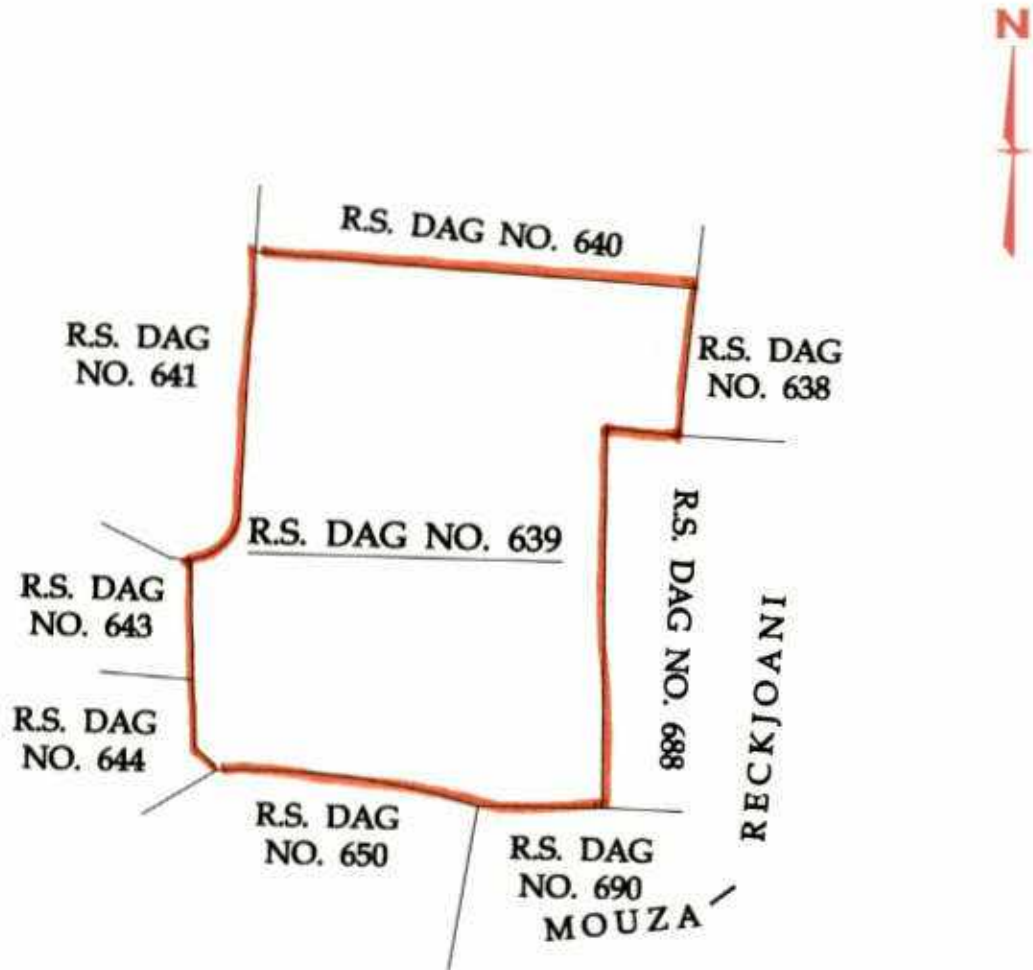 N
R.S. DAG NO. 640
R.S. DAG
NO. 641
R.S. DAG
NO. 638
R.S. DAG NO. 639
R.S. DAG NO. 688
R.S. DAG
NO. 643
R.S. DAG
NO. 644
R.S. DAG
NO. 650
R.S. DAG
NO. 690
MOUZA – RECKJOANI